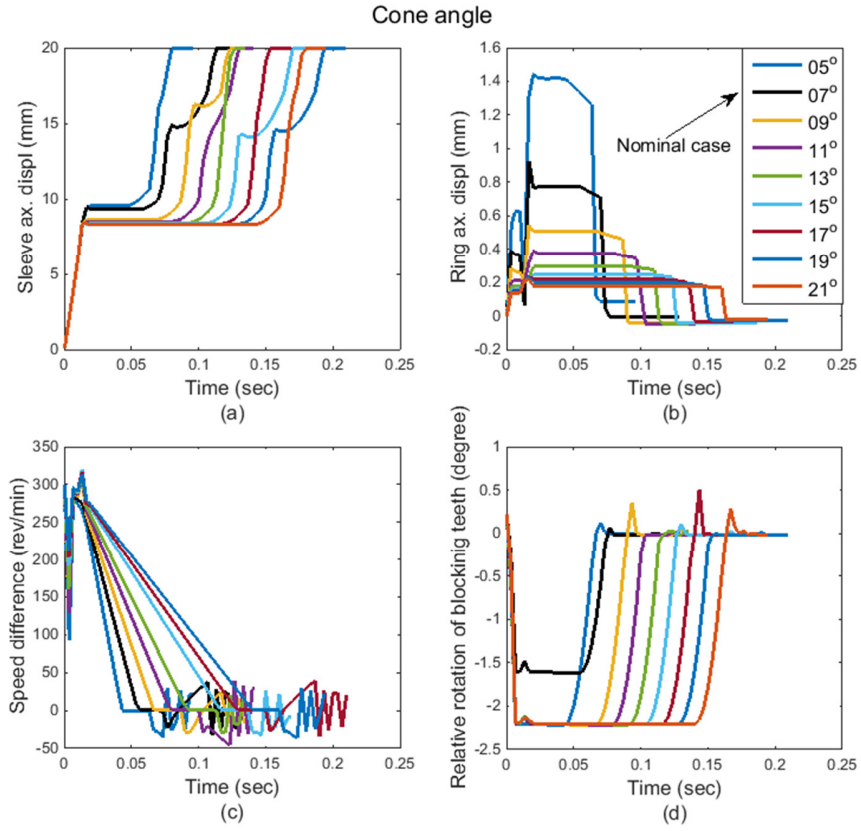 Cone angle
20
15
10
5
0
0 0.05 0.1 0.15 0.2 0.25
Sleeve ax. displ (mm)
Time (sec)
(a)
1.6
1.4
1.2
1
0.8
0.6
0.4
0.2
0
-0.2
0 0.05 0.1 0.15 0.2 0.25
Ring ax. displ (mm)
Time (sec)
(b)
Nominal case
05°
07°
09°
11°
13°
15°
17°
19°
21°
350
300
250
200
150
100
50
0
-50
0 0.05 0.1 0.15 0.2 0.25
Speed difference (rev/min)
Time (sec)
(c)
1
0.5
0
-0.5
-1
-1.5
-2
-2.5
0 0.05 0.1 0.15 0.2 0.25
Relative rotation of blockinig teeth (degree)
Time (sec)
(d)